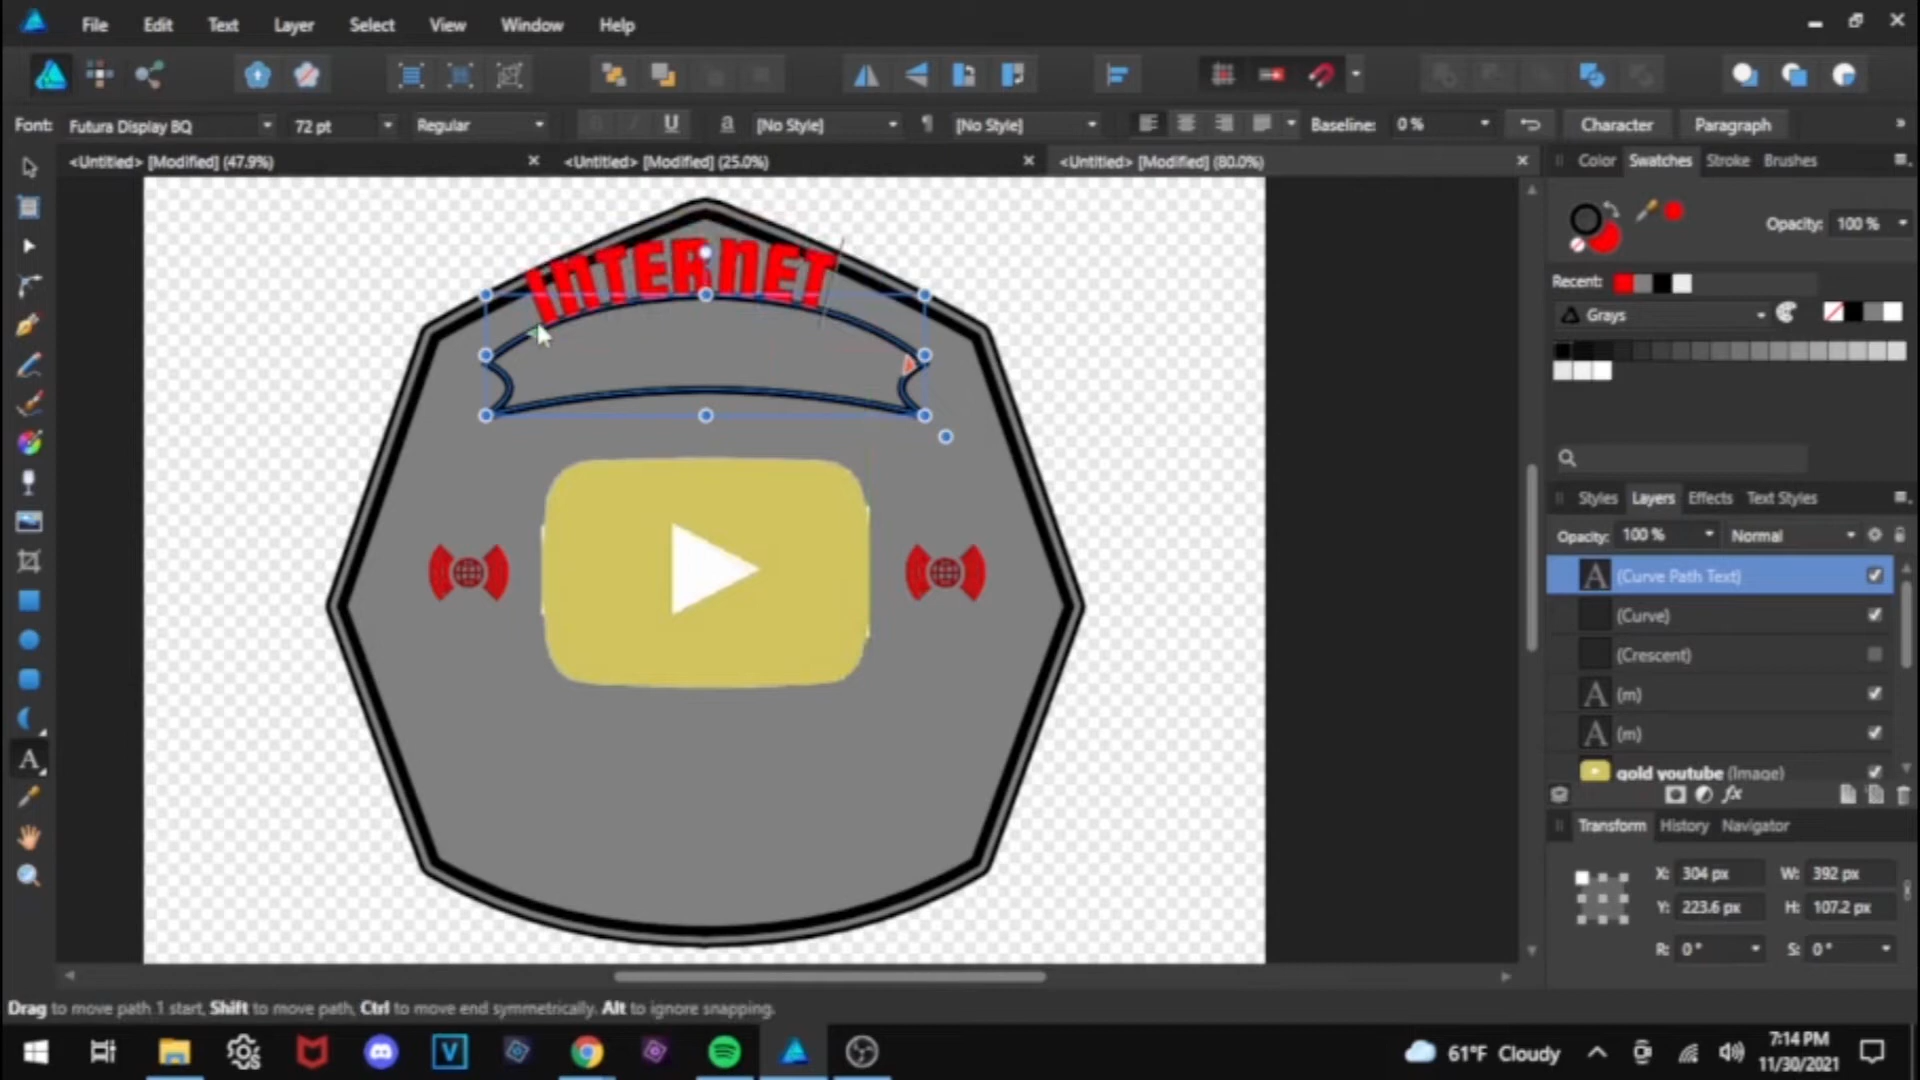 File Edit Text Layer Select View Window Help
Font: Futura Display BQ 72 pt Regular U a [No Style] ¶ [No Style] Baseline: 0 % Character Paragraph »
<Untitled> [Modified] (47.9%) <Untitled> [Modified] (25.0%) <Untitled> [Modified] (80.0%)
Color Swatches Stroke Brushes
Opacity: 100 %
Recent:
Grays
INTERNET
Styles Layers Effects Text Styles
Opacity: 100 % Normal
A (Curve Path Text)
(Curve)
(Crescent)
A (m)
A (m)
gold youtube (Image)
fx
Transform History Navigator
X: 304 px W: 392 px
Y: 223.6 px H: 107.2 px
R: 0 ° S: 0 °
Drag to move path 1 start, Shift to move path, Ctrl to move end symmetrically. Alt to ignore snapping.
61°F Cloudy
7:14 PM
11/30/2021